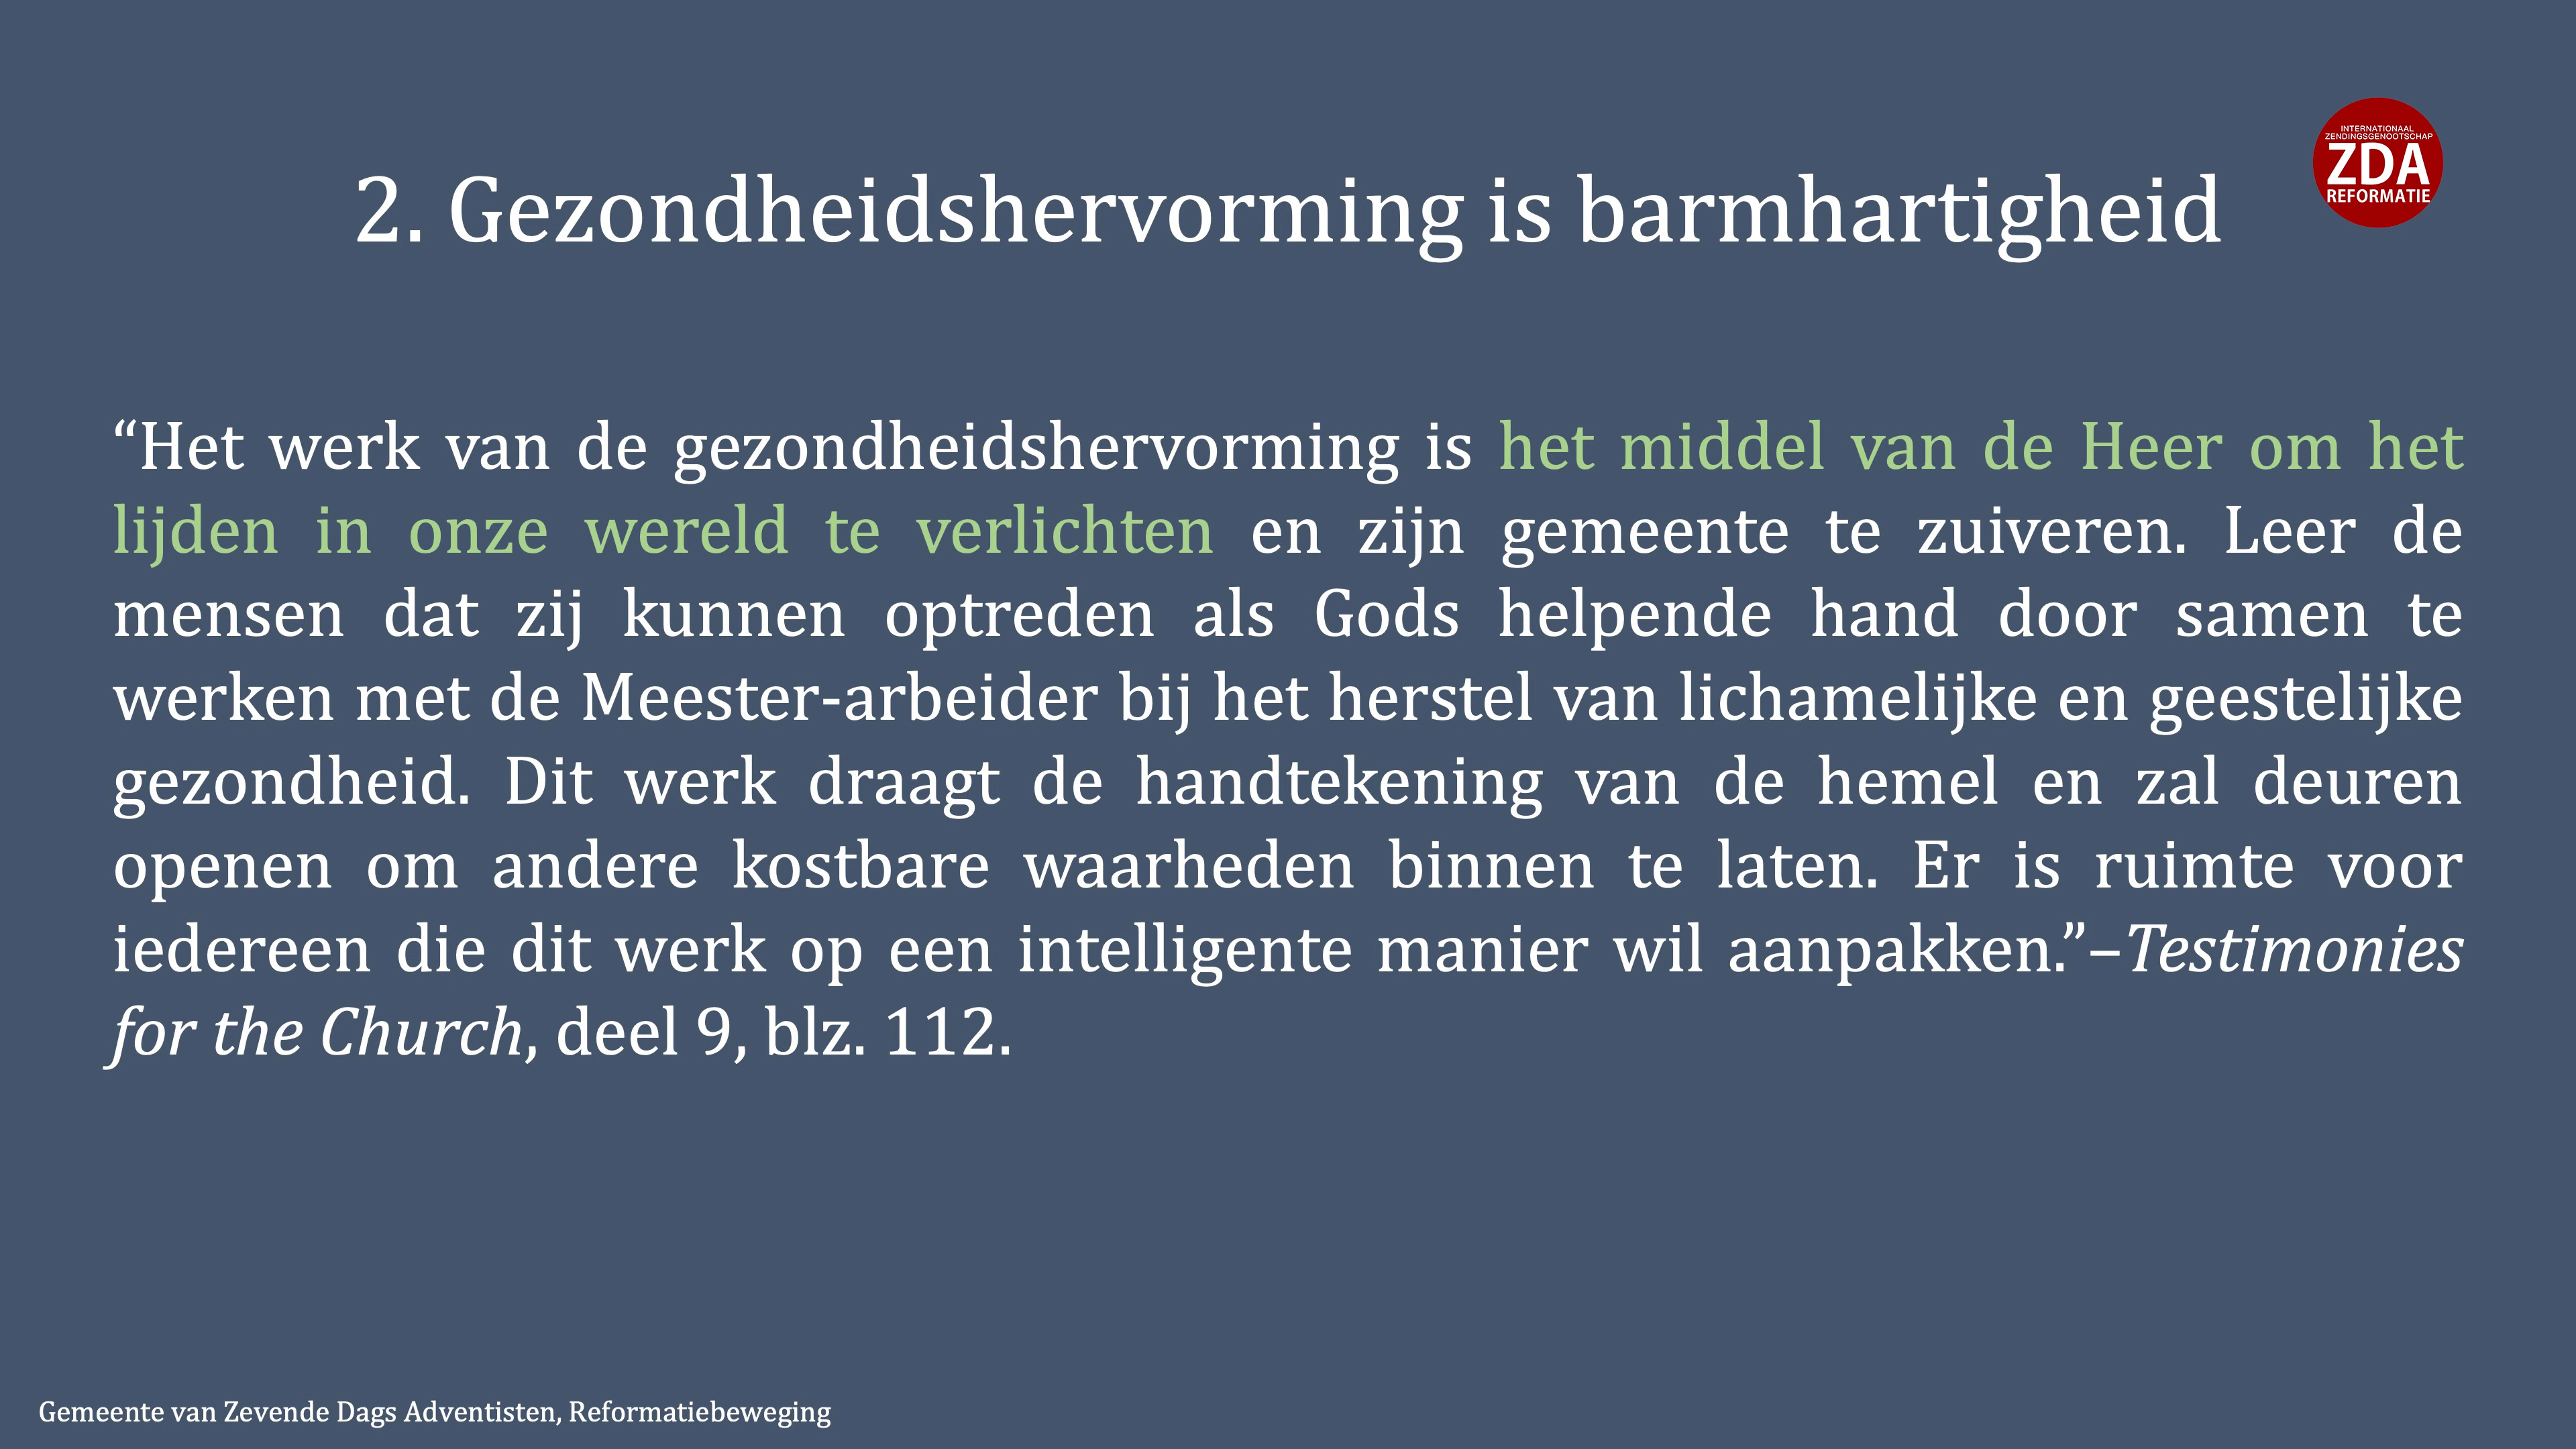 INTERNATIONAAL
ZENDINGSGENOOTSCHAP
ZDA
REFORMATIE
2. Gezondheidshervorming is barmhartigheid
“Het werk van de gezondheidshervorming is het middel van de Heer om het
lijden in onze wereld te verlichten en zijn gemeente te zuiveren. Leer de
mensen dat zij kunnen optreden als Gods helpende hand door samen te
werken met de Meester-arbeider bij het herstel van lichamelijke en geestelijke
gezondheid. Dit werk draagt de handtekening van de hemel en zal deuren
openen om andere kostbare waarheden binnen te laten. Er is ruimte voor
iedereen die dit werk op een intelligente manier wil aanpakken.”–Testimonies
for the Church, deel 9, blz. 112.
Gemeente van Zevende Dags Adventisten, Reformatiebeweging